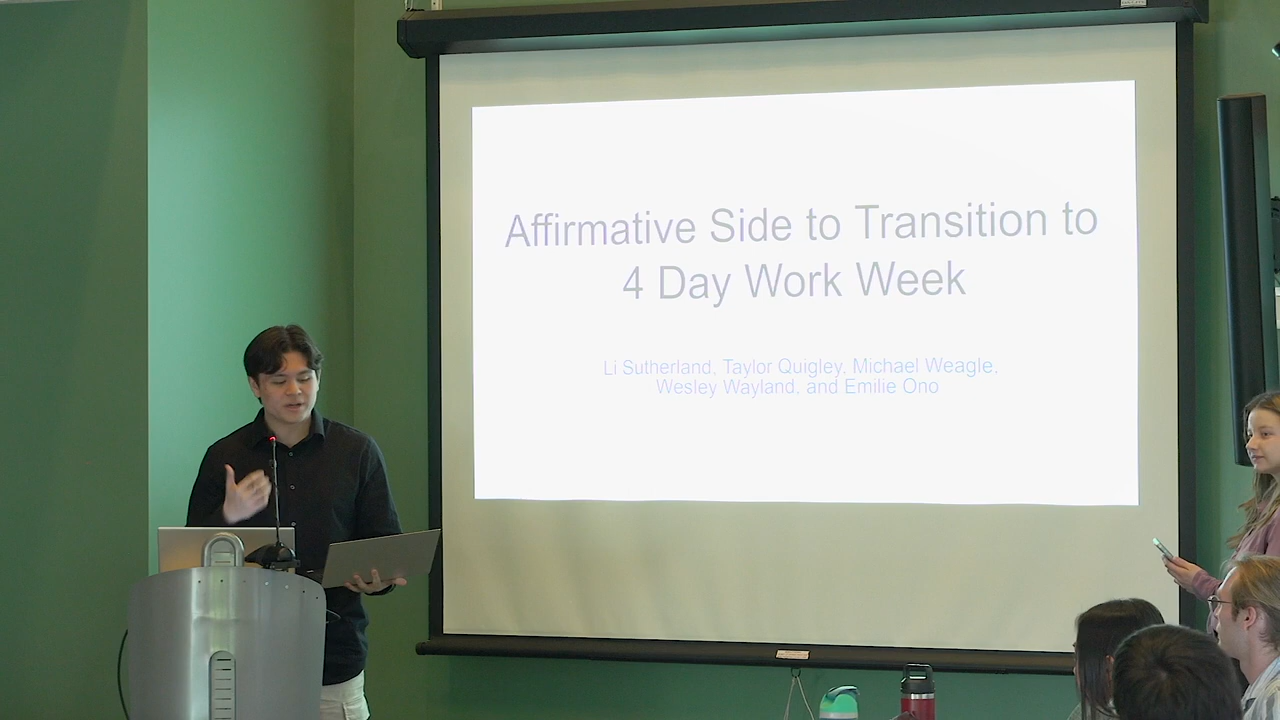 Affirmative Side to Transition to
4 Day Work Week
Li Sutherland, Taylor Quigley, Michael Weagle,
Wesley Wayland, and Emilie Ono